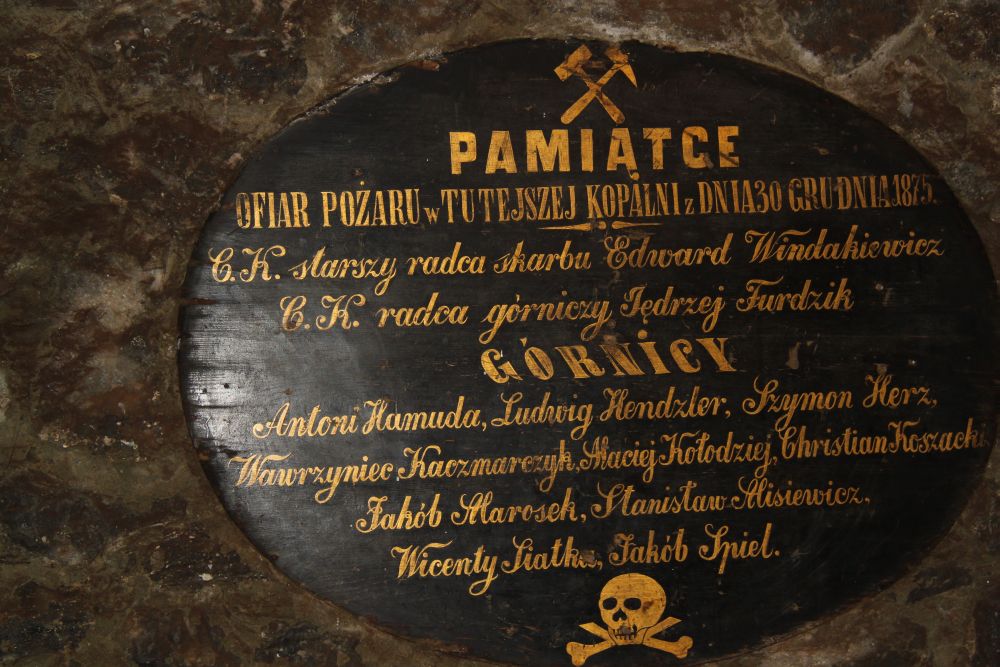 PAMIĄTCE
OFIAR POŻARU w TUTEJSZEJ KOPALNI z DNIA 30 GRUDNIA 1875.
C.K. starszy radca skarbu Edward Windakiewicz
C.K. radca górniczy Jędrzej Furdzik
GÓRNICY
Antoni Hamuda, Ludwig Hendzler, Szymon Herz,
Wawrzyniec Kaczmarczyk, Maciej Kołodziej, Christian Koszacki
Jakób Marosek, Stanisław Misiewicz,
Wicenty Siatka, Jakób Spiel.